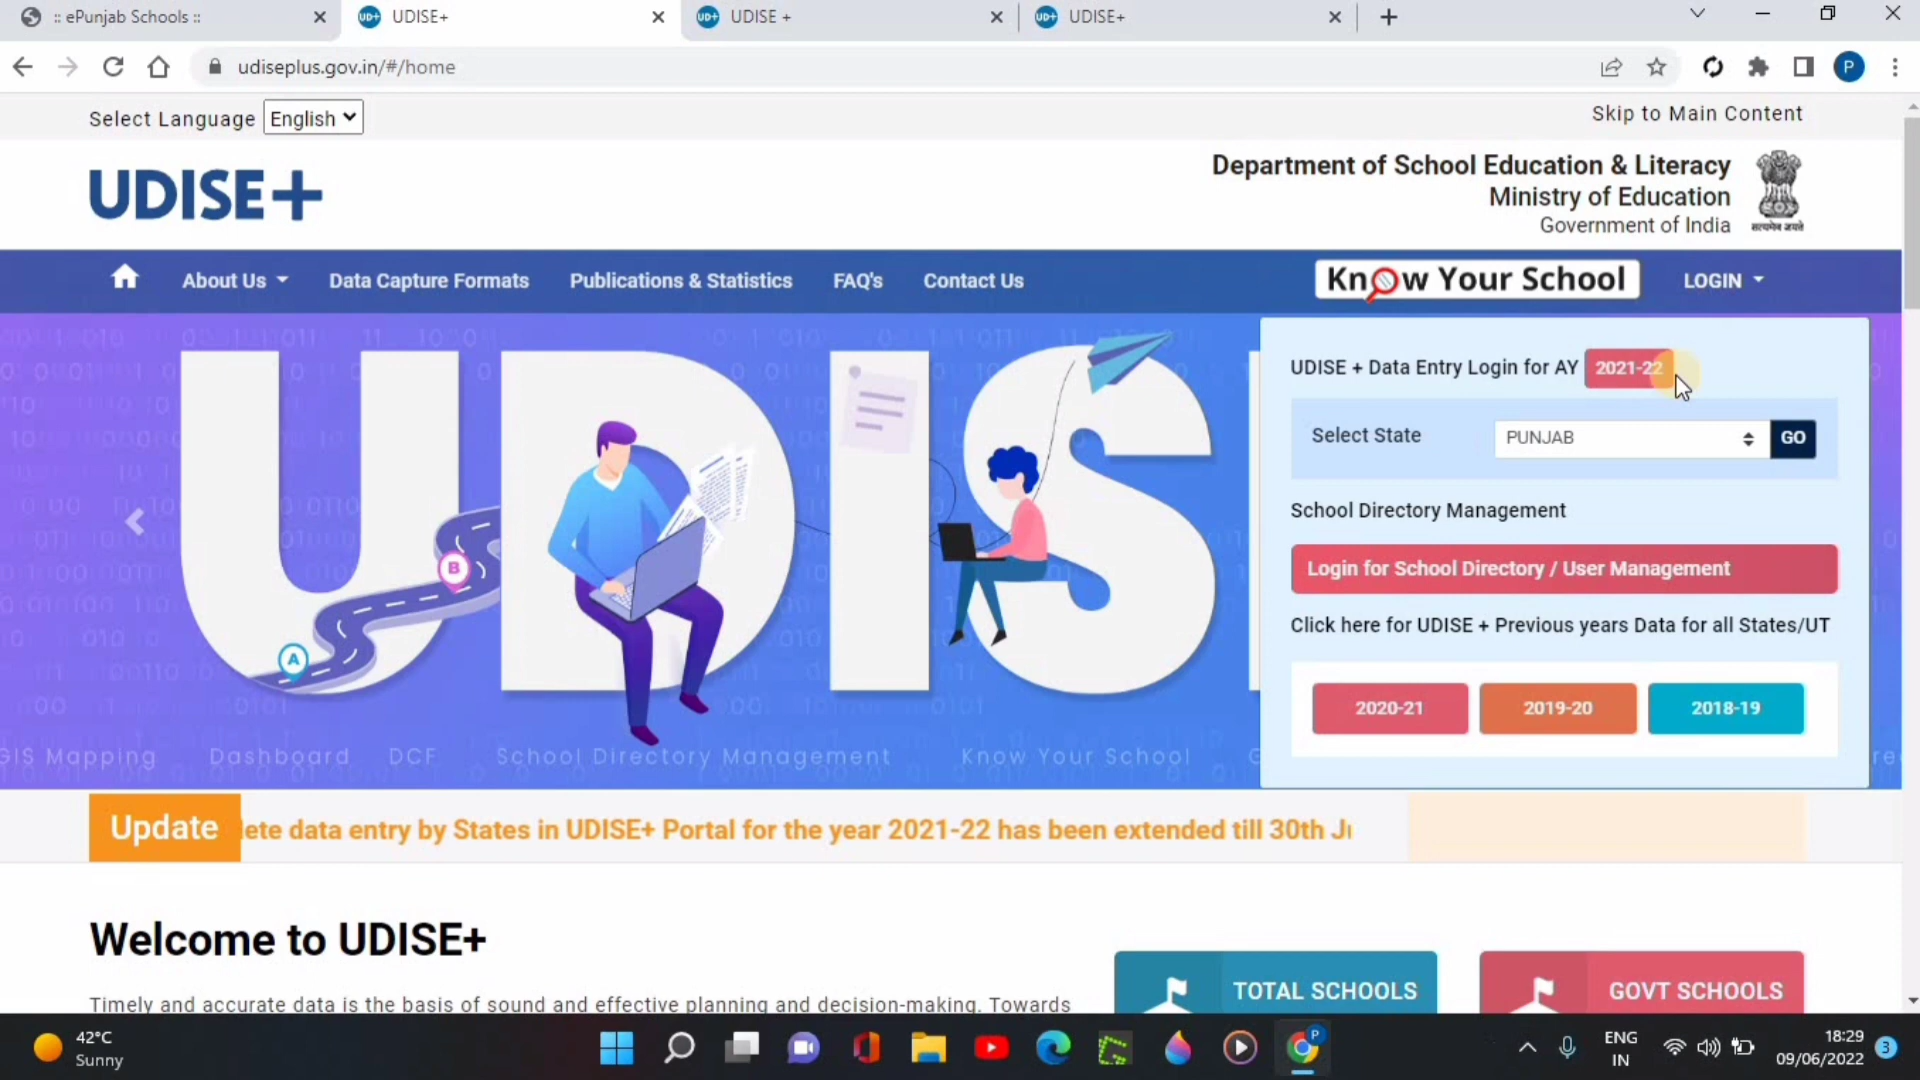 :: ePunjab Schools ::
UDISE+
UDISE +
UDISE+
udiseplus.gov.in/#/home
P
Select Language English
Skip to Main Content
UDISE+
Department of School Education & Literacy
Ministry of Education
Government of India
सत्यमेव जयते
About Us
Data Capture Formats
Publications & Statistics
FAQ's
Contact Us
Know Your School
LOGIN
UDIS
B
A
UDISE + Data Entry Login for AY 2021-22
Select State
PUNJAB
GO
School Directory Management
Login for School Directory / User Management
Click here for UDISE + Previous years Data for all States/UT
2020-21
2019-20
2018-19
GIS Mapping
Dashboard
DCF
School Directory Management
Know Your School
Update
lete data entry by States in UDISE+ Portal for the year 2021-22 has been extended till 30th Ju
Welcome to UDISE+
Timely and accurate data is the basis of sound and effective planning and decision-making. Towards
TOTAL SCHOOLS
GOVT SCHOOLS
42°C
Sunny
P
ENG
IN
18:29
09/06/2022
3